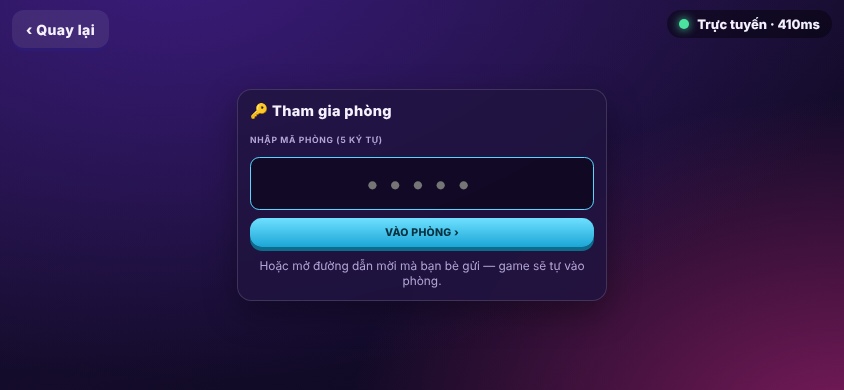 ‹ Quay lại
Trực tuyến · 410ms
🔑 Tham gia phòng
NHẬP MÃ PHÒNG (5 KÝ TỰ)
● ● ● ● ●
VÀO PHÒNG ›
Hoặc mở đường dẫn mời mà bạn bè gửi — game sẽ tự vào
phòng.